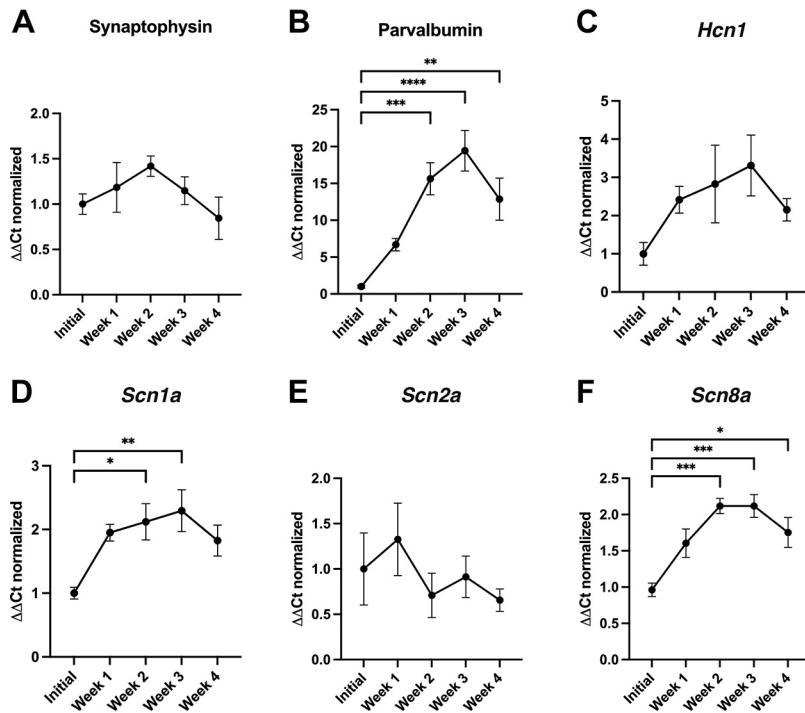 A
Synaptophysin
ΔΔCt normalized
2.0
1.5
1.0
0.5
0.0
Initial
Week 1
Week 2
Week 3
Week 4
B
Parvalbumin
**
****
***
ΔΔCt normalized
25
20
15
10
5
0
Initial
Week 1
Week 2
Week 3
Week 4
C
Hcn1
ΔΔCt normalized
5
4
3
2
1
0
Initial
Week 1
Week 2
Week 3
Week 4
D
Scn1a
**
*
ΔΔCt normalized
3
2
1
0
Initial
Week 1
Week 2
Week 3
Week 4
E
Scn2a
ΔΔCt normalized
2.0
1.5
1.0
0.5
0.0
Initial
Week 1
Week 2
Week 3
Week 4
F
Scn8a
*
***
***
ΔΔCt normalized
2.5
2.0
1.5
1.0
0.5
0.0
Initial
Week 1
Week 2
Week 3
Week 4